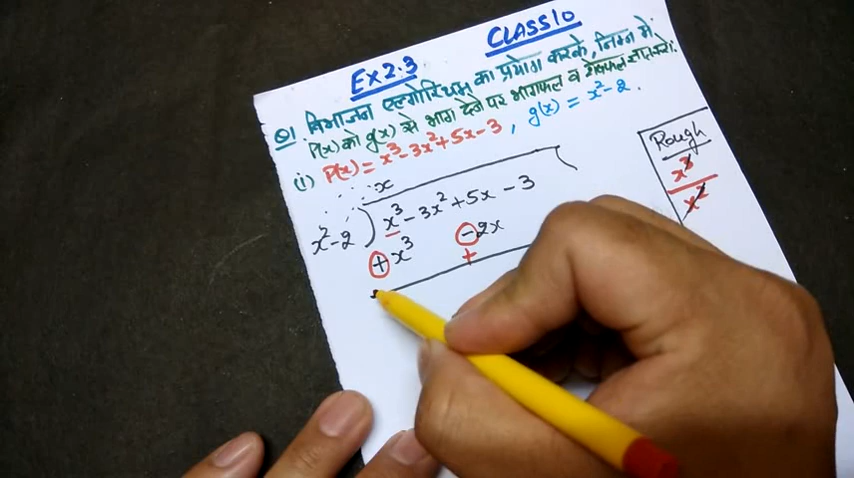 CLASS 10
Ex 2.3
Q1 विभाजन एल्गोरिथम का प्रयोग करके, निम्न में
P(x) को g(x) से भाग देने पर भागफल व शेषफल ज्ञात करो।
(i) P(x) = x³ - 3x² + 5x - 3 , g(x) = x² - 2 .
Rough
x³
x²
x
x² - 2 ) x³ - 3x² + 5x - 3
+ x³ - 2x
+